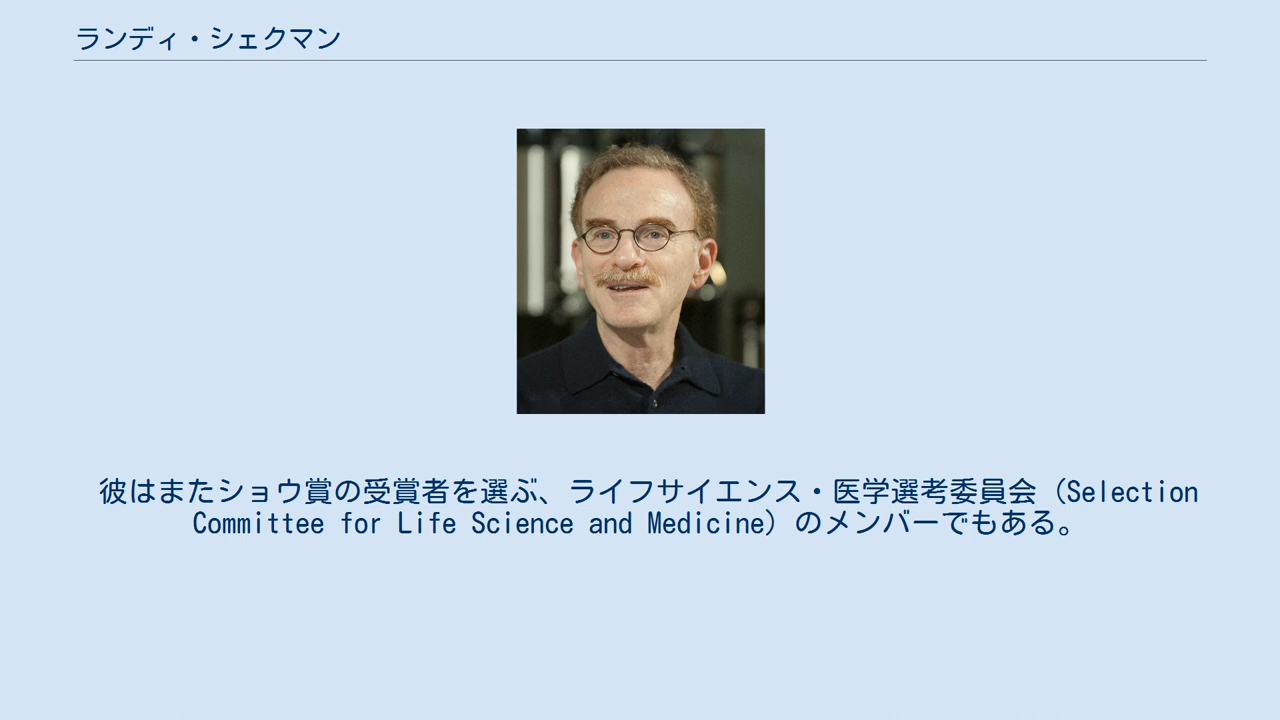 ランディ・シェクマン
彼はまたショウ賞の受賞者を選ぶ、ライフサイエンス・医学選考委員会（Selection
Committee for Life Science and Medicine）のメンバーでもある。